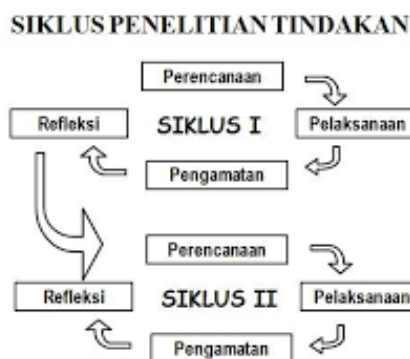 SIKLUS PENELITIAN TINDAKAN
Perencanaan
Refleksi
SIKLUS I
Pelaksanaan
Pengamatan
Perencanaan
Refleksi
SIKLUS II
Pelaksanaan
Pengamatan